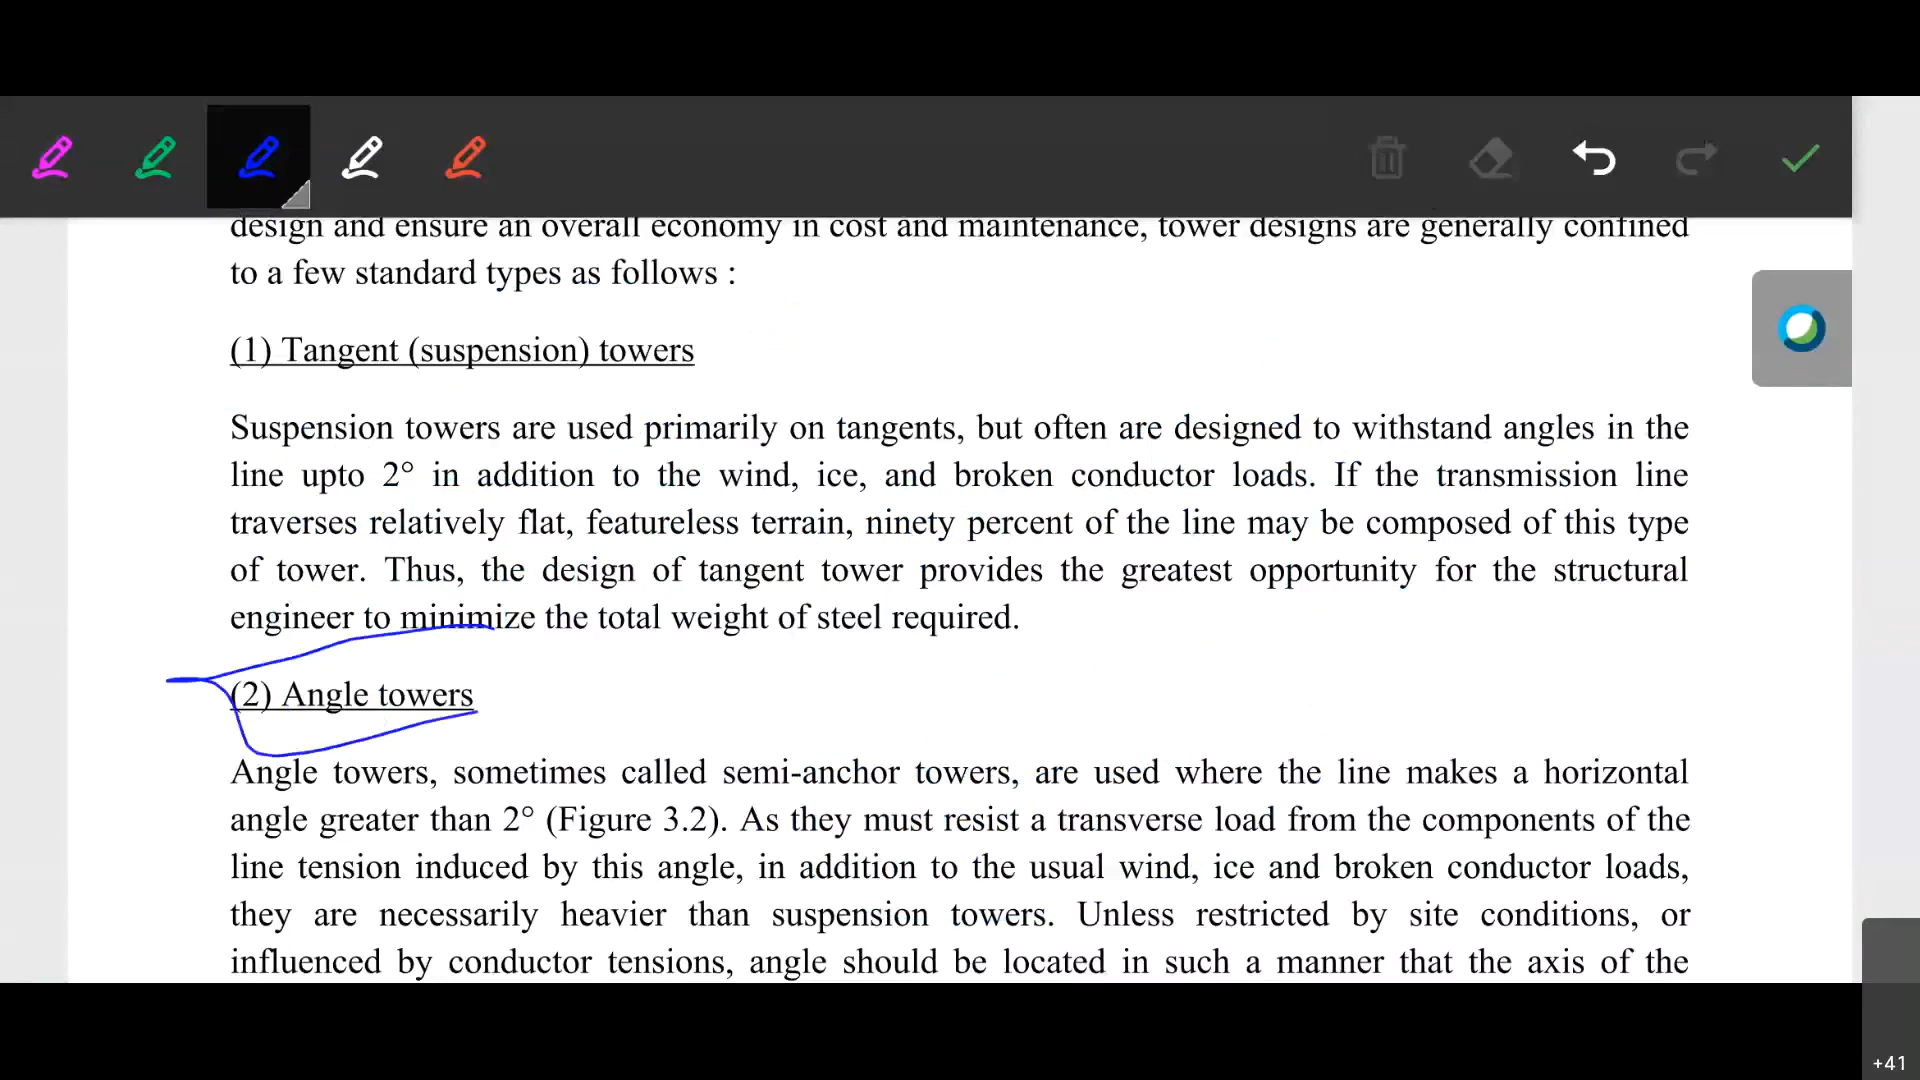 design and ensure an overall economy in cost and maintenance, tower designs are generally confined
to a few standard types as follows :
(1) Tangent (suspension) towers
Suspension towers are used primarily on tangents, but often are designed to withstand angles in the
line upto 2° in addition to the wind, ice, and broken conductor loads. If the transmission line
traverses relatively flat, featureless terrain, ninety percent of the line may be composed of this type
of tower. Thus, the design of tangent tower provides the greatest opportunity for the structural
engineer to minimize the total weight of steel required.
(2) Angle towers
Angle towers, sometimes called semi-anchor towers, are used where the line makes a horizontal
angle greater than 2° (Figure 3.2). As they must resist a transverse load from the components of the
line tension induced by this angle, in addition to the usual wind, ice and broken conductor loads,
they are necessarily heavier than suspension towers. Unless restricted by site conditions, or
influenced by conductor tensions, angle should be located in such a manner that the axis of the
+41